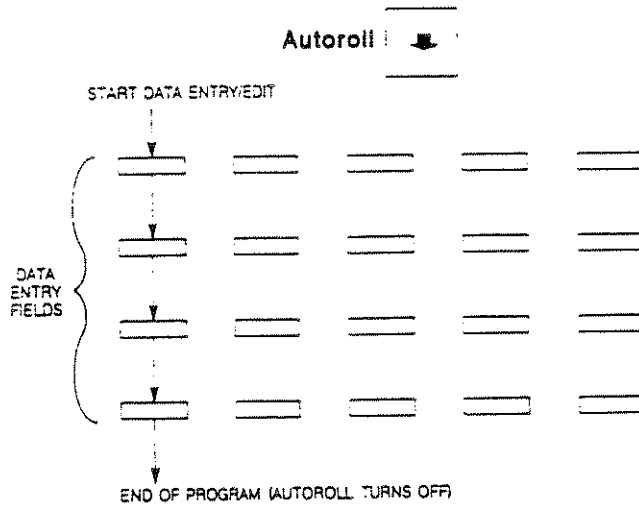 Autoroll
START DATA ENTRY/EDIT
DATA
ENTRY
FIELDS
END OF PROGRAM (AUTOROLL TURNS OFF)